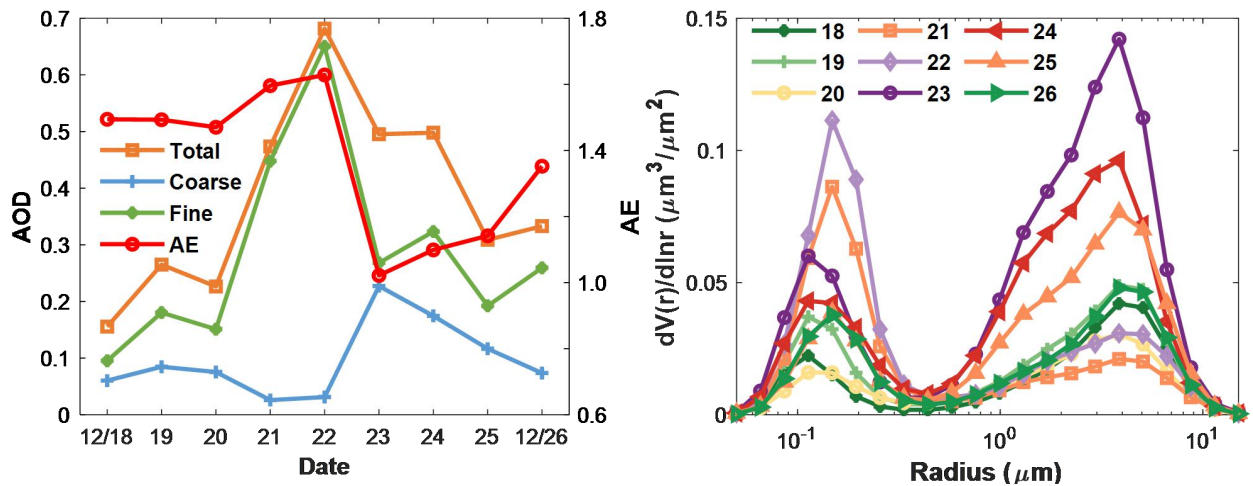 0.7
0.6
0.5
0.4
0.3
0.2
0.1
0
AOD
1.8
1.4
1.0
0.6
AE
Total
Coarse
Fine
AE
12/18 19 20 21 22 23 24 25 12/26
Date
0.15
0.1
0.05
0
dV(r)/dlnr (μm³/μm²)
18 21 24
19 22 25
20 23 26
10⁻¹ 10⁰ 10¹
Radius (μm)